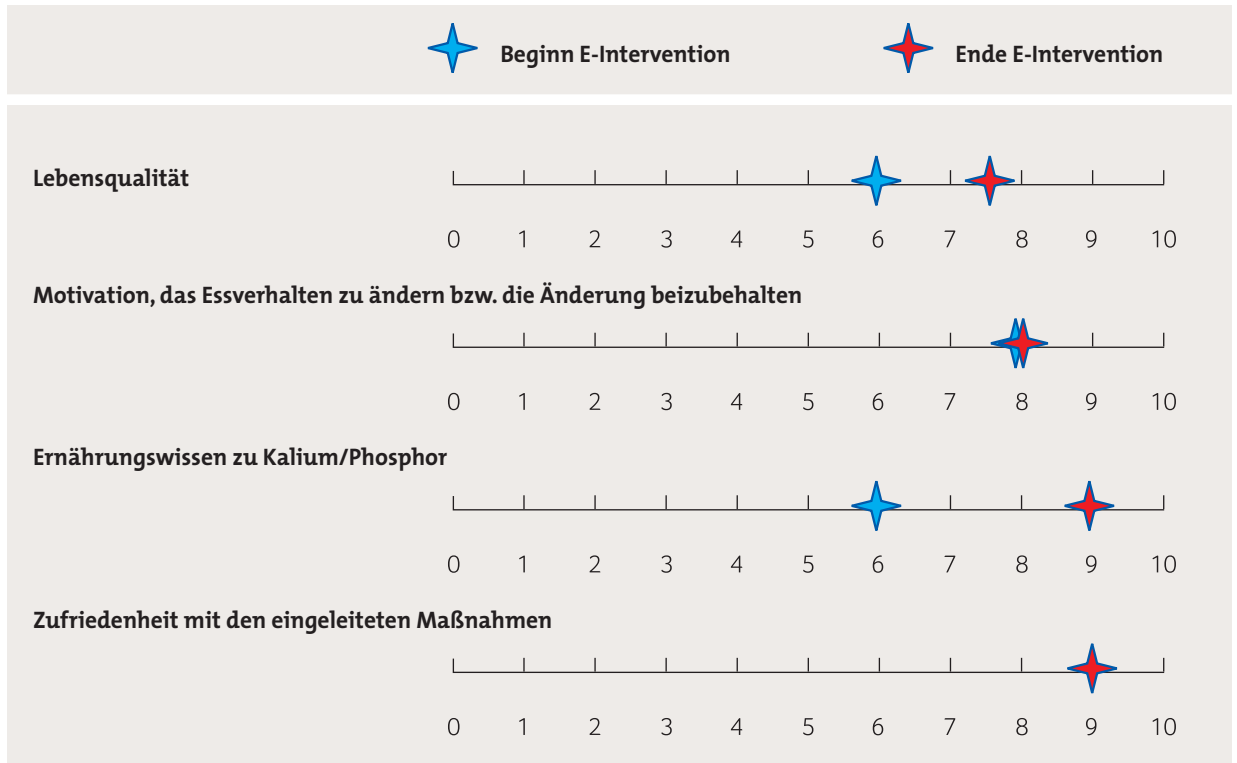 Beginn E-Intervention Ende E-Intervention
Lebensqualität
0 1 2 3 4 5 6 7 8 9 10
Motivation, das Essverhalten zu ändern bzw. die Änderung beizubehalten
0 1 2 3 4 5 6 7 8 9 10
Ernährungswissen zu Kalium/Phosphor
0 1 2 3 4 5 6 7 8 9 10
Zufriedenheit mit den eingeleiteten Maßnahmen
0 1 2 3 4 5 6 7 8 9 10